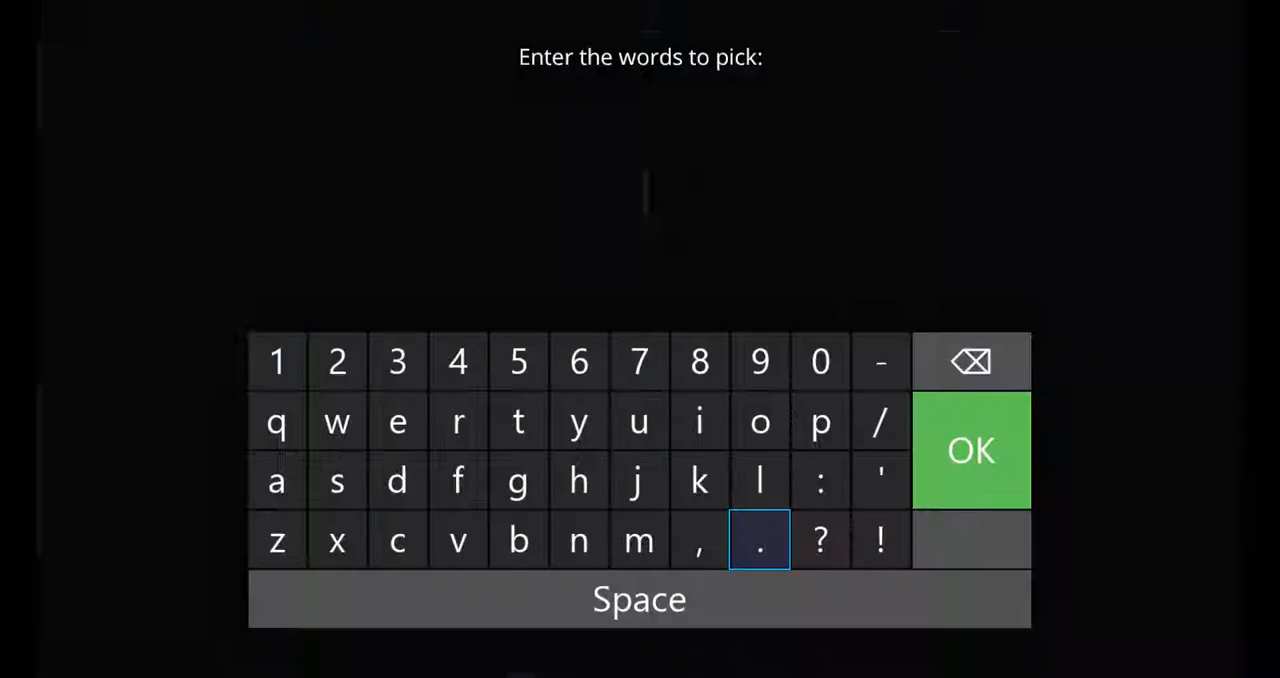 Enter the words to pick:
1 2 3 4 5 6 7 8 9 0 - ⌫
q w e r t y u i o p /
OK
a s d f g h j k l : '
z x c v b n m , . ? !
Space